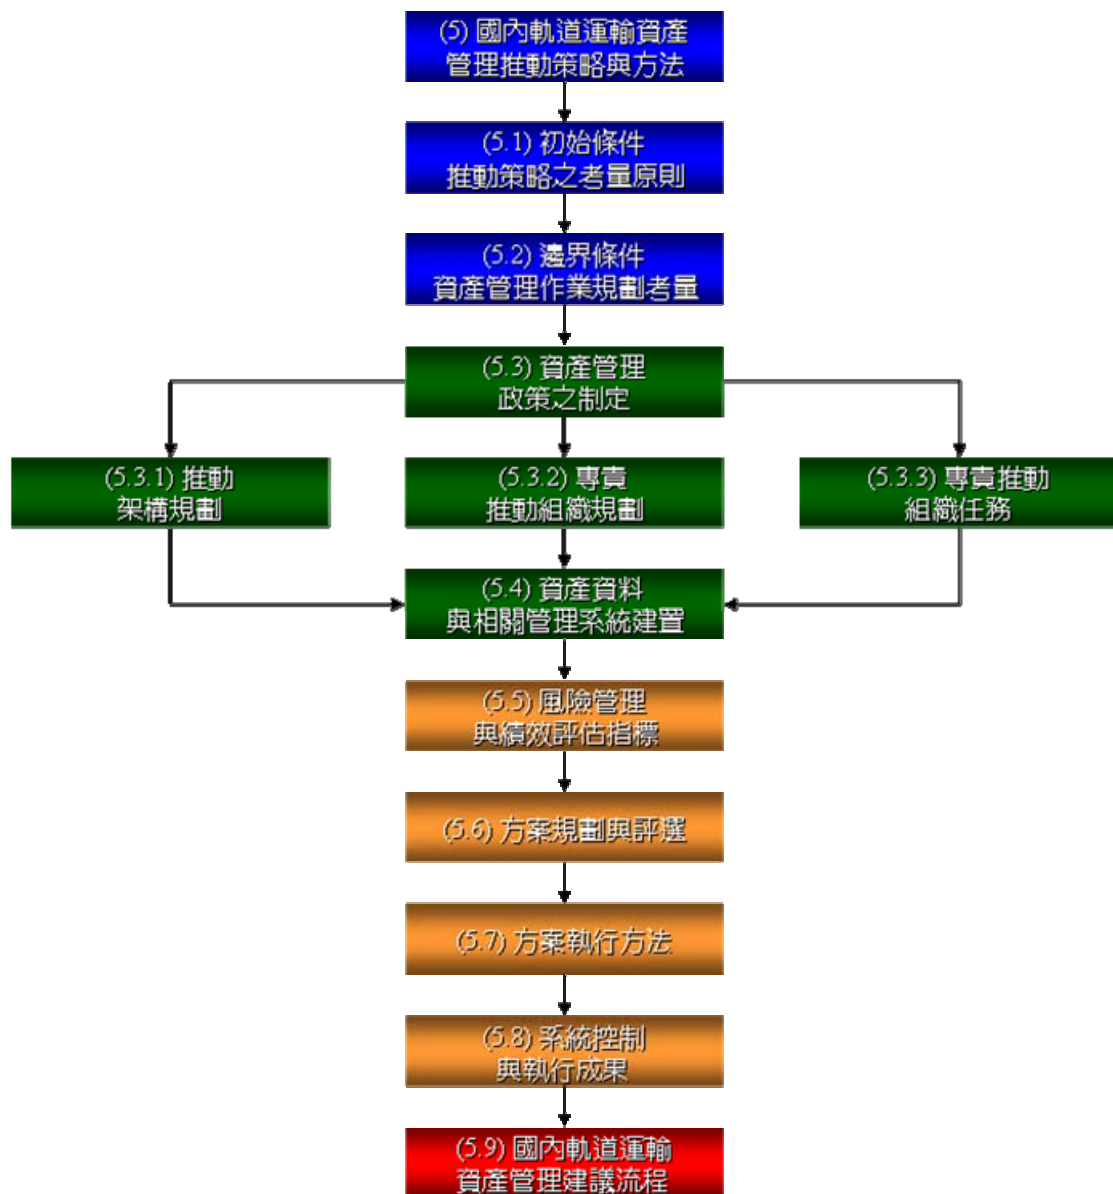 (5) 國內軌道運輸資產
管理推動策略與方法
(5.1) 初始條件
推動策略之考量原則
(5.2) 邊界條件
資產管理作業規劃考量
(5.3) 資產管理
政策之制定
(5.3.1) 推動
架構規劃
(5.3.2) 專責
推動組織規劃
(5.3.3) 專責推動
組織任務
(5.4) 資產資料
與相關管理系統建置
(5.5) 風險管理
與績效評估指標
(5.6) 方案規劃與評選
(5.7) 方案執行方法
(5.8) 系統控制
與執行成果
(5.9) 國內軌道運輸
資產管理建議流程